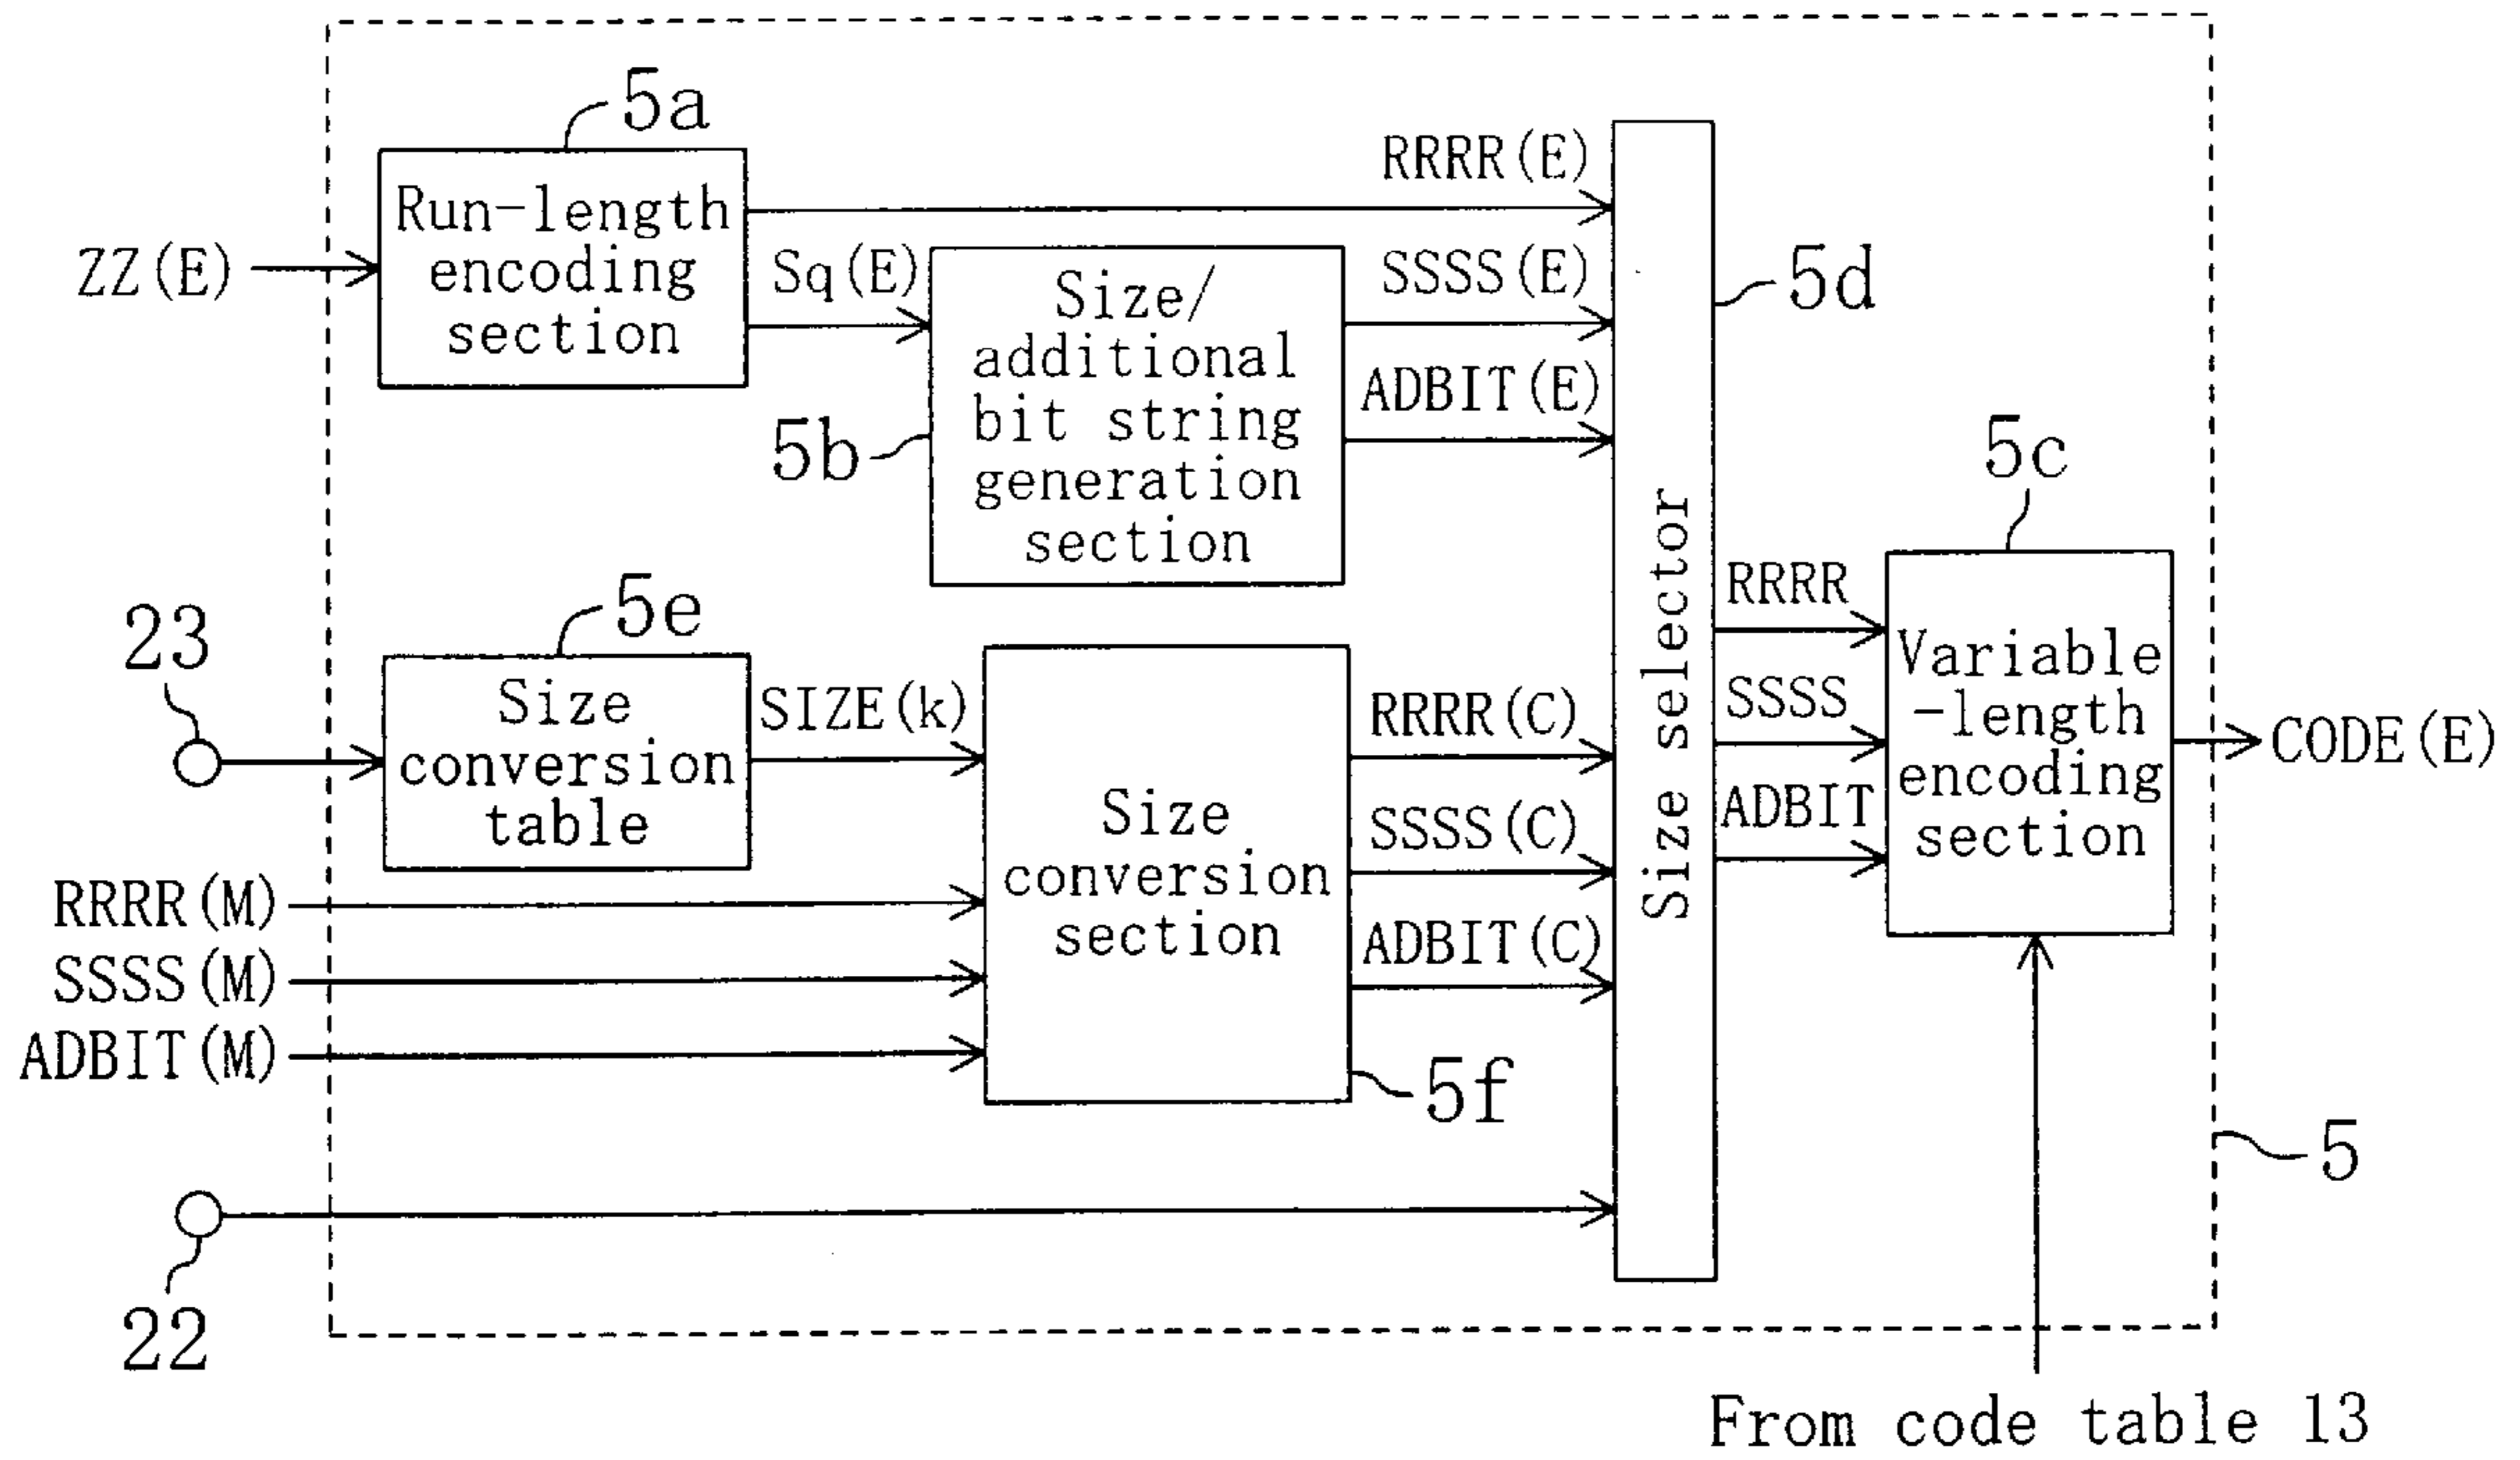 5a
RRRR(E)
Run-length
encoding
section
ZZ(E)
Sq(E)
SSSS(E)
5d
Size/
additional
bit string
generation
section
ADBIT(E)
5b
5c
Size selector
5e
23
RRRR
Variable
-length
encoding
section
Size
conversion
table
SIZE(k)
RRRR(C)
SSSS
CODE(E)
Size
conversion
section
SSSS(C)
ADBIT
RRRR(M)
ADBIT(C)
SSSS(M)
ADBIT(M)
5f
5
22
From code table 13